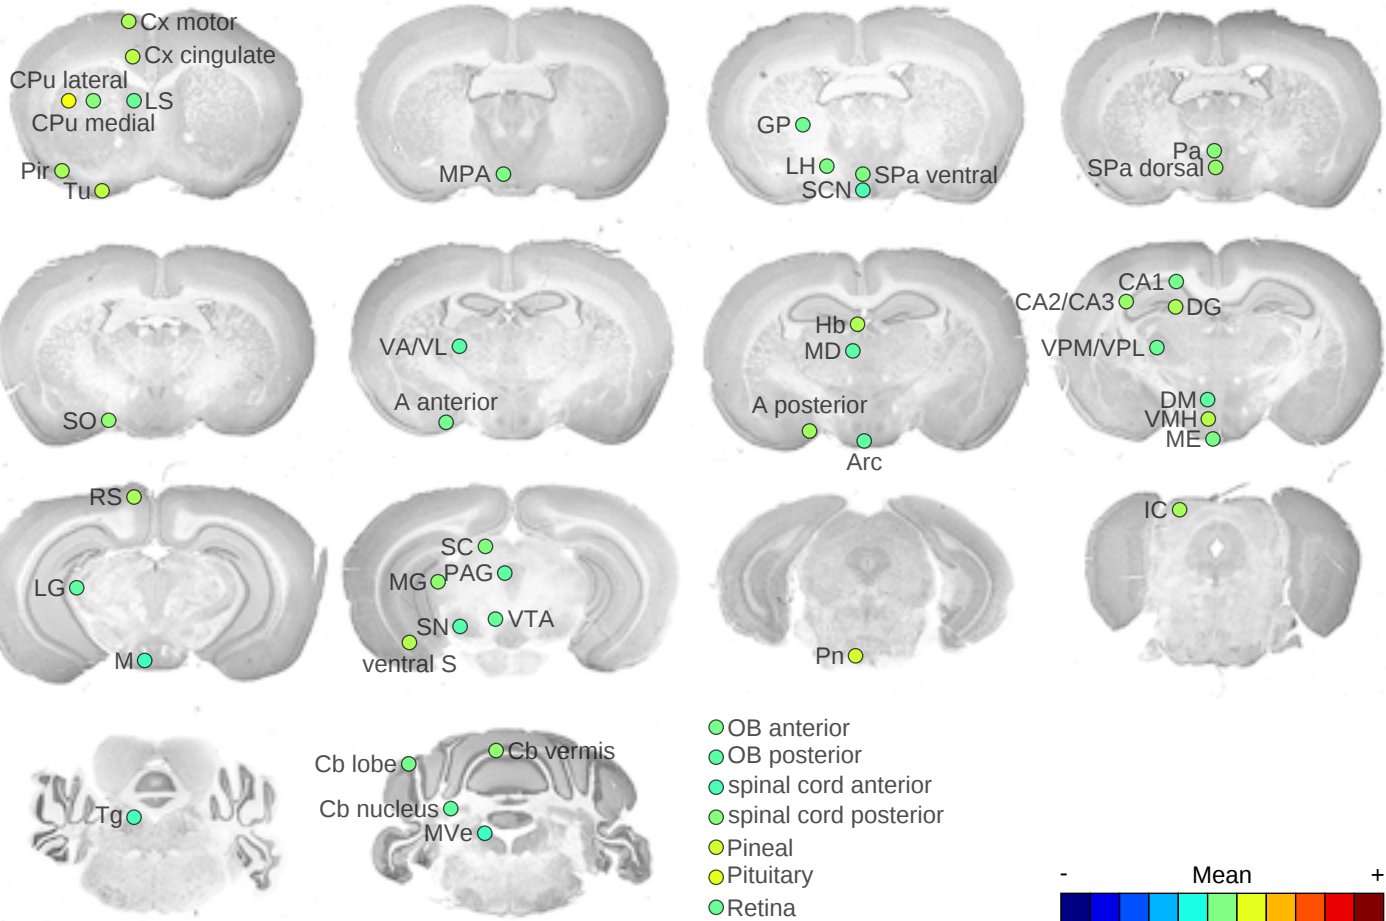 Cx motor
Cx cingulate
CPu lateral
LS
CPu medial
Pir
Tu
MPA
GP
LH
SPa ventral
SCN
Pa
SPa dorsal
SO
VA/VL
A anterior
Hb
MD
A posterior
Arc
CA1
CA2/CA3
DG
VPM/VPL
DM
VMH
ME
RS
LG
M
SC
MG
PAG
SN
VTA
ventral S
Pn
IC
Tg
Cb lobe
Cb vermis
Cb nucleus
MVe
OB anterior
OB posterior
spinal cord anterior
spinal cord posterior
Pineal
Pituitary
Retina
- Mean +